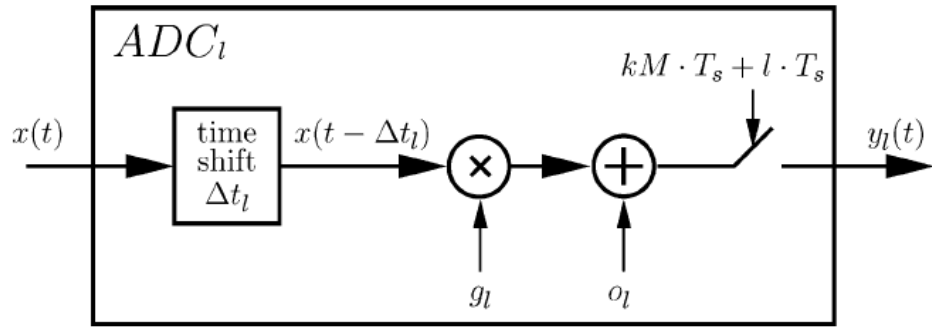 ADC_l
kM · T_s + l · T_s
x(t)
time
shift
Δt_l
x(t − Δt_l)
×
+
y_l(t)
g_l
o_l